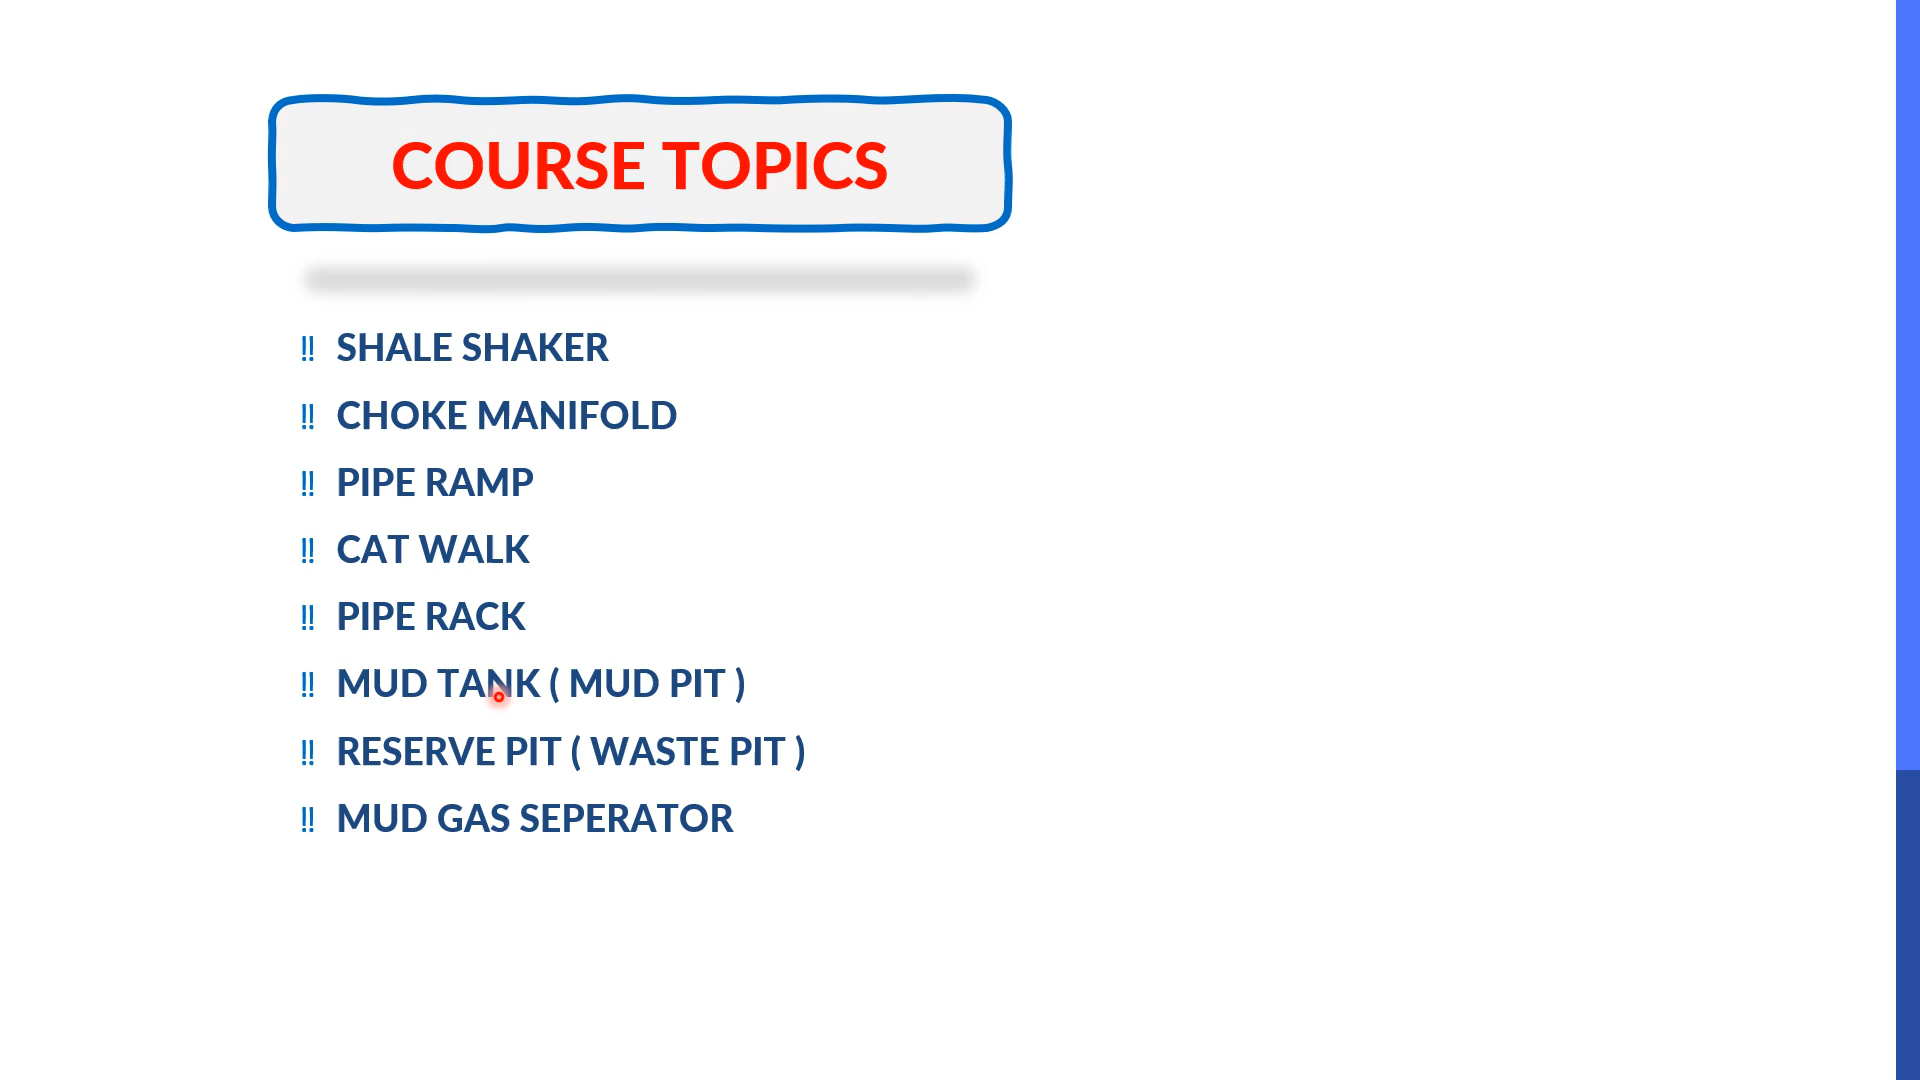 COURSE TOPICS
‼ SHALE SHAKER
‼ CHOKE MANIFOLD
‼ PIPE RAMP
‼ CAT WALK
‼ PIPE RACK
‼ MUD TANK ( MUD PIT )
‼ RESERVE PIT ( WASTE PIT )
‼ MUD GAS SEPERATOR